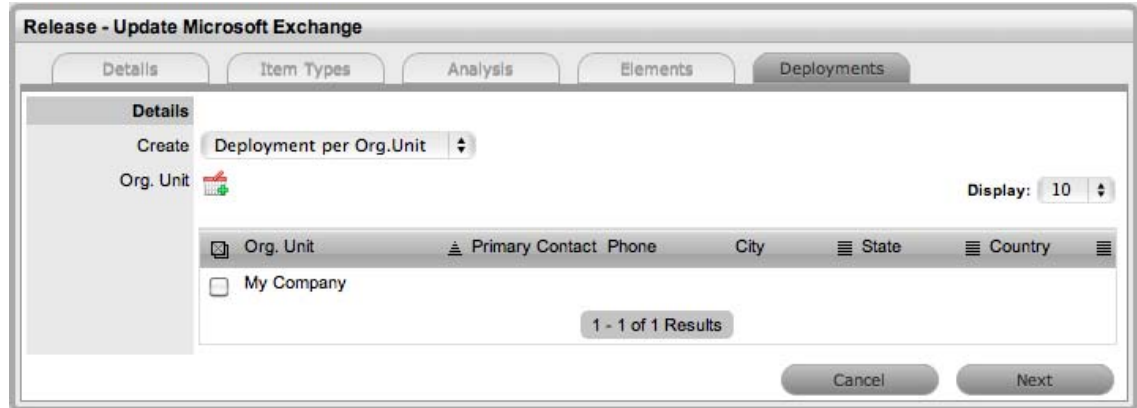 Release - Update Microsoft Exchange
Details Item Types Analysis Elements Deployments
Details
Create Deployment per Org.Unit
Org. Unit
Display: 10
Org. Unit Primary Contact Phone City State Country
My Company
1 - 1 of 1 Results
Cancel Next